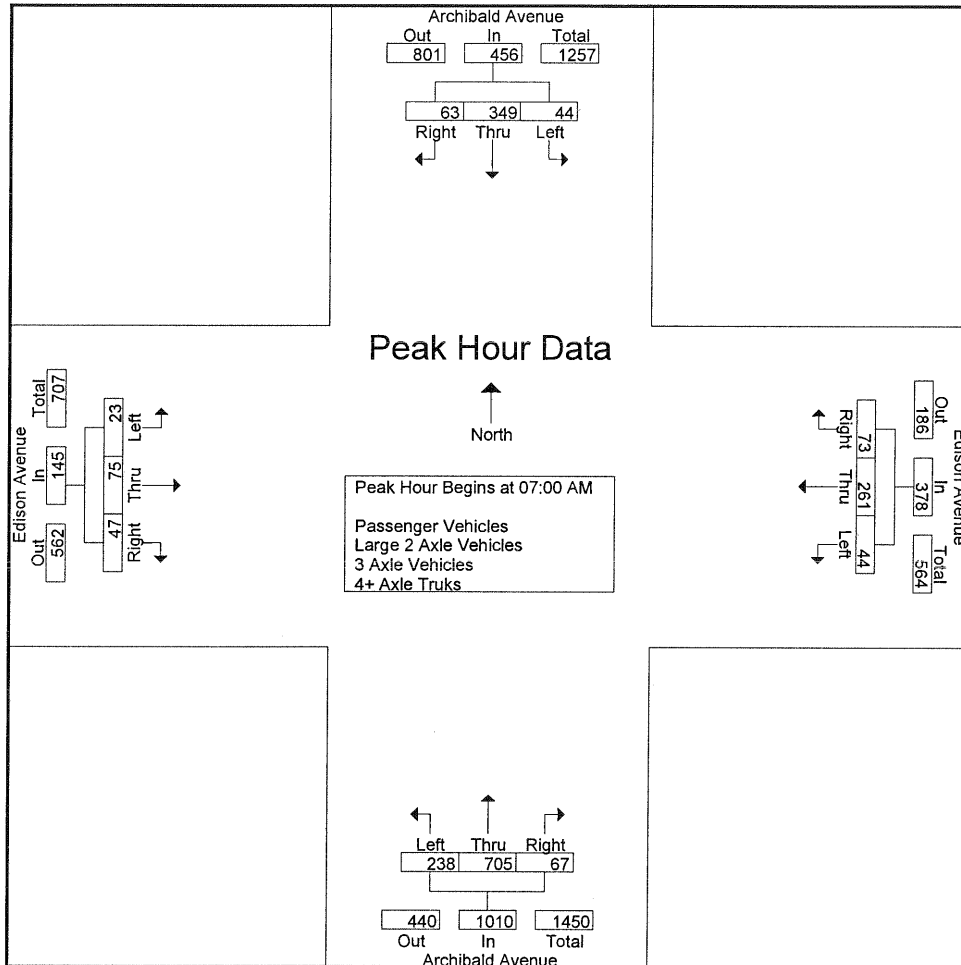 Archibald Avenue
Out In Total
801 456 1257
63 349 44
Right Thru Left
Peak Hour Data
North
Peak Hour Begins at 07:00 AM
Passenger Vehicles
Large 2 Axle Vehicles
3 Axle Vehicles
4+ Axle Truks
Edison Avenue
Out In Total
562 145 707
23 75 47
Left Thru Right
Edison Avenue
Out In Total
186 378 564
73 261 44
Right Thru Left
Left Thru Right
238 705 67
440 1010 1450
Out In Total
Archibald Avenue